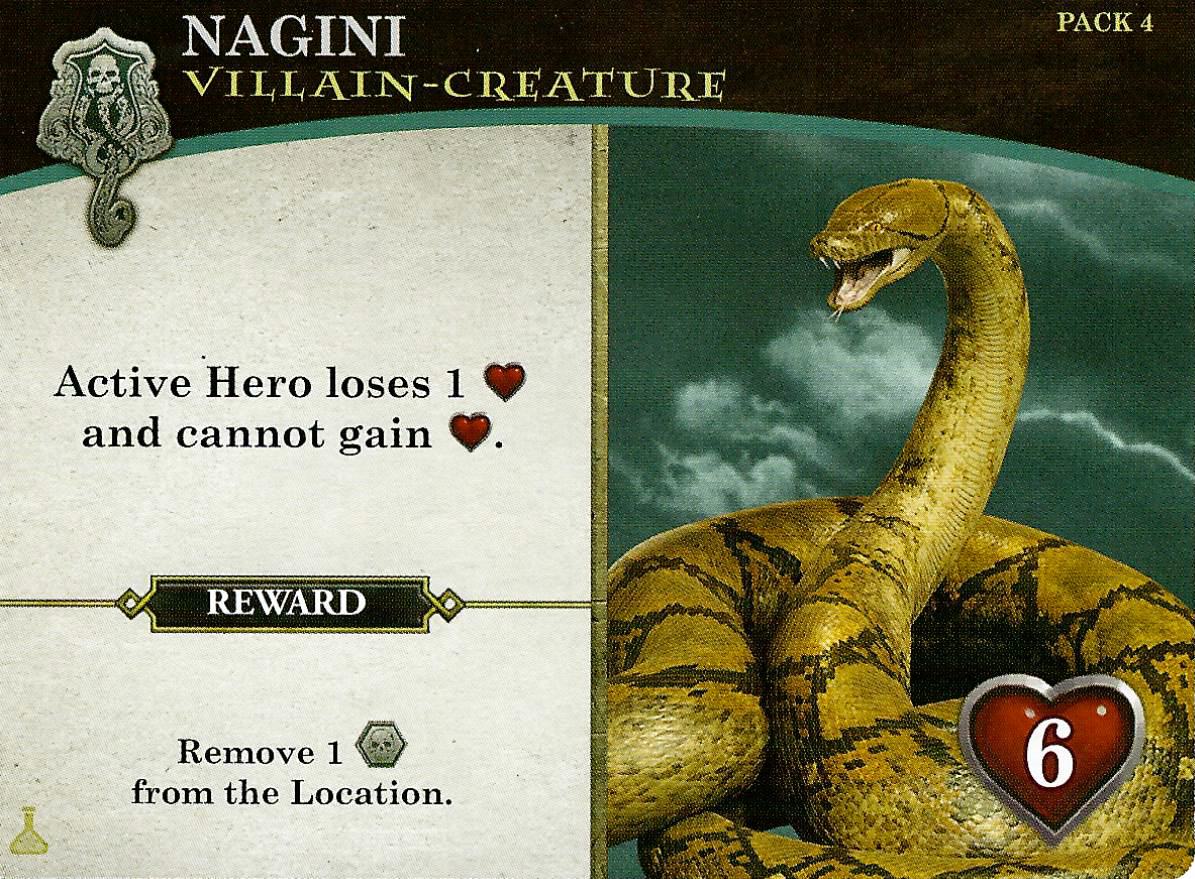 NAGINI
VILLAIN-CREATURE
PACK 4
Active Hero loses 1
and cannot gain .
REWARD
Remove 1
from the Location.
6